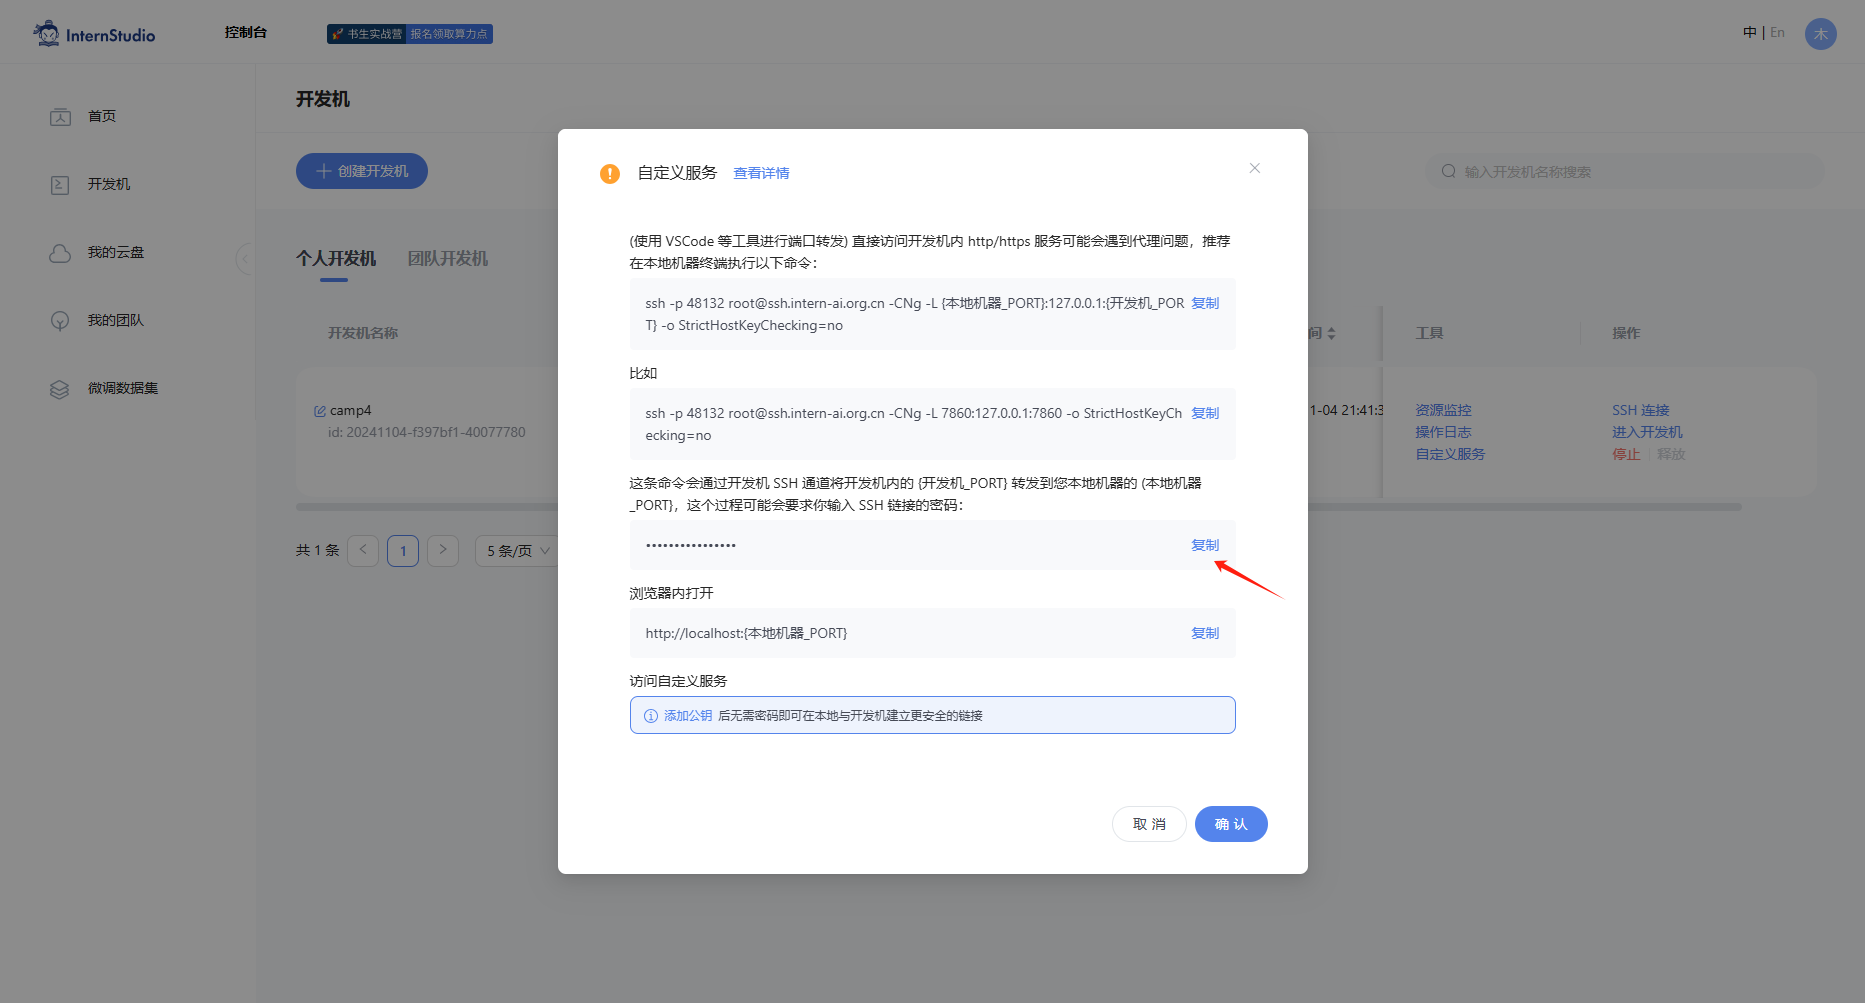 InternStudio
控制台
书生实战营 报名领取算力点
中 | En
木
首页
开发机
我的云盘
我的团队
微调数据集
开发机
创建开发机
输入开发机名称搜索
个人开发机 团队开发机
开发机名称
间
工具
操作
camp4
id: 20241104-f397bf1-40077780
1-04 21:41:3
资源监控
操作日志
自定义服务
SSH 连接
进入开发机
停止 释放
共 1 条
1
5 条/页
自定义服务 查看详情
(使用 VSCode 等工具进行端口转发) 直接访问开发机内 http/https 服务可能会遇到代理问题，推荐
在本地机器终端执行以下命令：
ssh -p 48132 root@ssh.intern-ai.org.cn -CNg -L {本地机器_PORT}:127.0.0.1:{开发机_POR 复制
T} -o StrictHostKeyChecking=no
比如
ssh -p 48132 root@ssh.intern-ai.org.cn -CNg -L 7860:127.0.0.1:7860 -o StrictHostKeyCh 复制
ecking=no
这条命令会通过开发机 SSH 通道将开发机内的 {开发机_PORT} 转发到您本地机器的 (本地机器
_PORT}，这个过程可能会要求你输入 SSH 链接的密码：
•••••••••••••••• 复制
浏览器内打开
http://localhost:{本地机器_PORT} 复制
访问自定义服务
添加公钥 后无需密码即可在本地与开发机建立更安全的链接
取 消
确 认